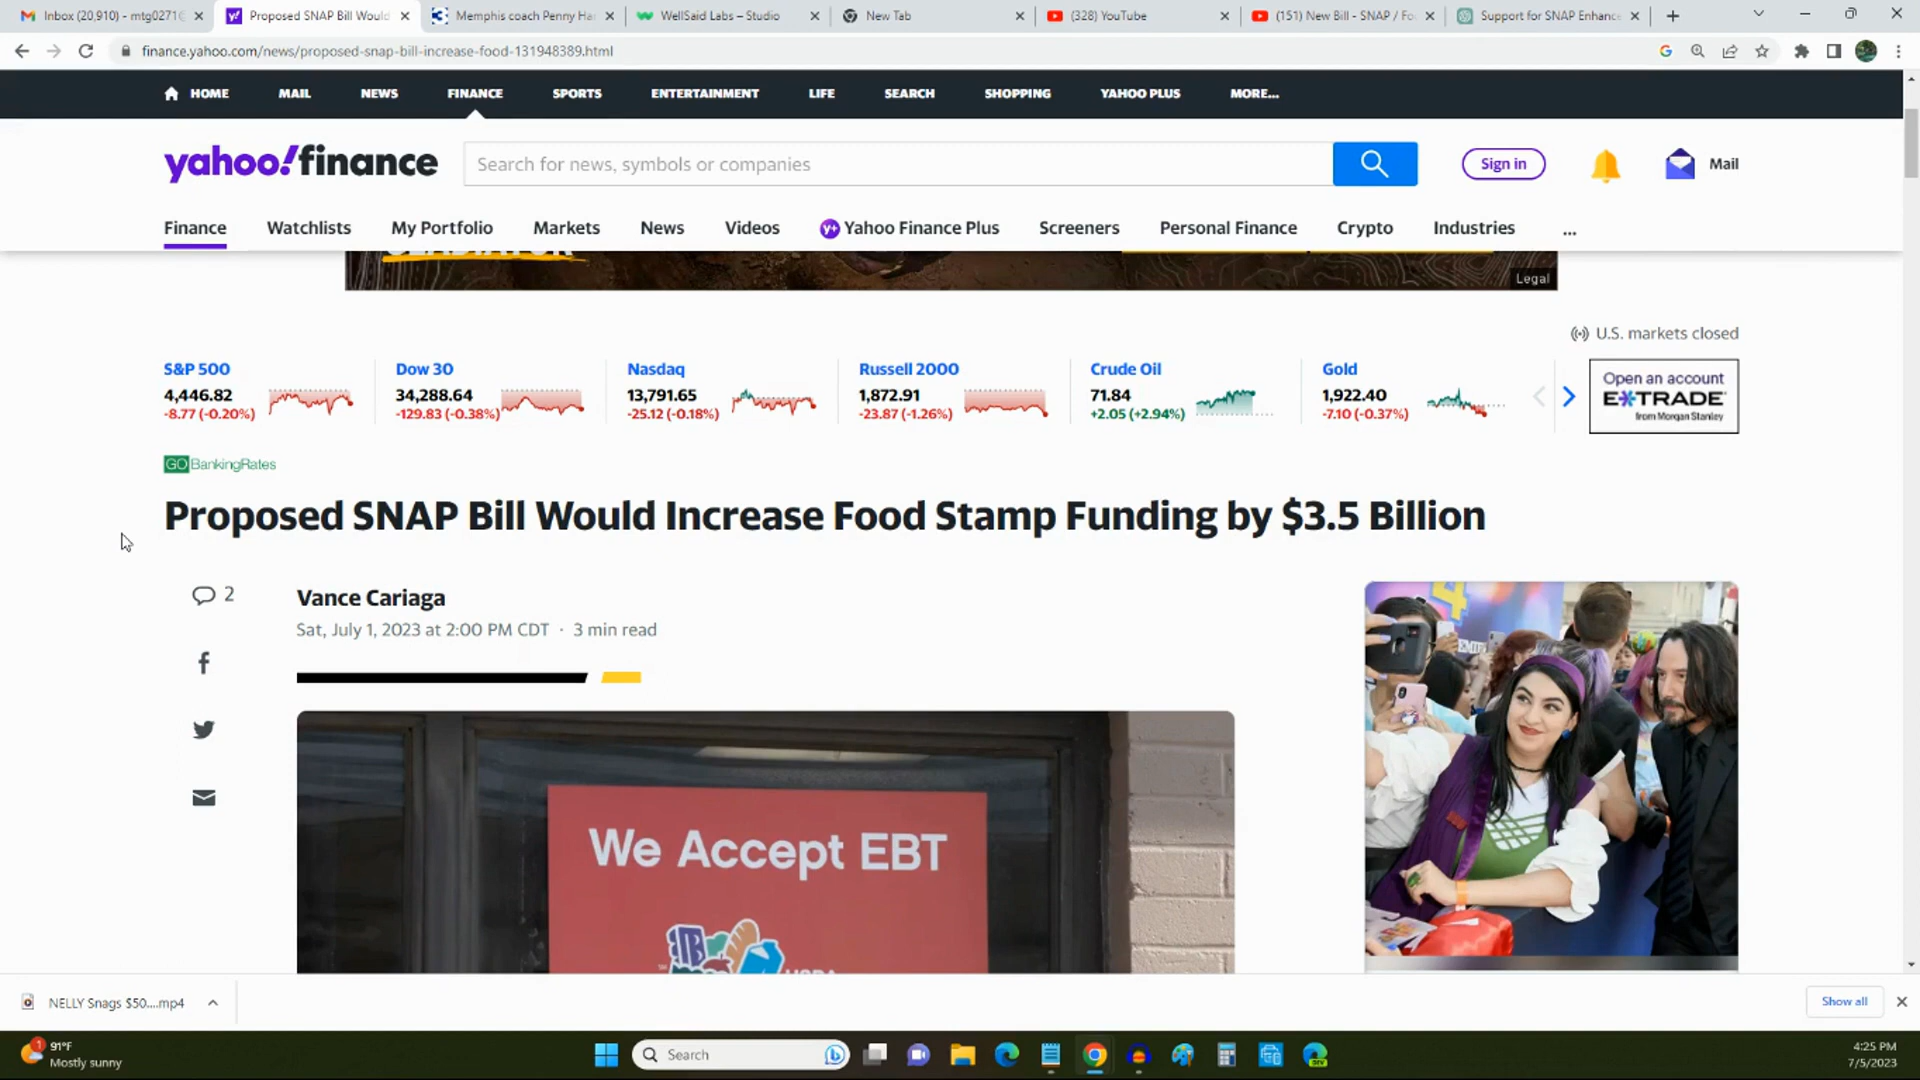 Inbox (20,910) - mtg0271@
Proposed SNAP Bill Would
Memphis coach Penny Har
WellSaid Labs – Studio
New Tab
(328) YouTube
(151) New Bill - SNAP / Fo
Support for SNAP Enhance
finance.yahoo.com/news/proposed-snap-bill-increase-food-131948389.html
HOME MAIL NEWS FINANCE SPORTS ENTERTAINMENT LIFE SEARCH SHOPPING YAHOO PLUS MORE...
yahoo!finance
Search for news, symbols or companies
Sign in
Mail
Finance Watchlists My Portfolio Markets News Videos Yahoo Finance Plus Screeners Personal Finance Crypto Industries ...
Legal
U.S. markets closed
S&P 500
4,446.82
-8.77 (-0.20%)
Dow 30
34,288.64
-129.83 (-0.38%)
Nasdaq
13,791.65
-25.12 (-0.18%)
Russell 2000
1,872.91
-23.87 (-1.26%)
Crude Oil
71.84
+2.05 (+2.94%)
Gold
1,922.40
-7.10 (-0.37%)
Open an account
E*TRADE
from Morgan Stanley
GOBankingRates
Proposed SNAP Bill Would Increase Food Stamp Funding by $3.5 Billion
2
Vance Cariaga
Sat, July 1, 2023 at 2:00 PM CDT · 3 min read
We Accept EBT
NELLY Snags $50....mp4
Show all
1
91°F
Mostly sunny
Search
4:25 PM
7/5/2023